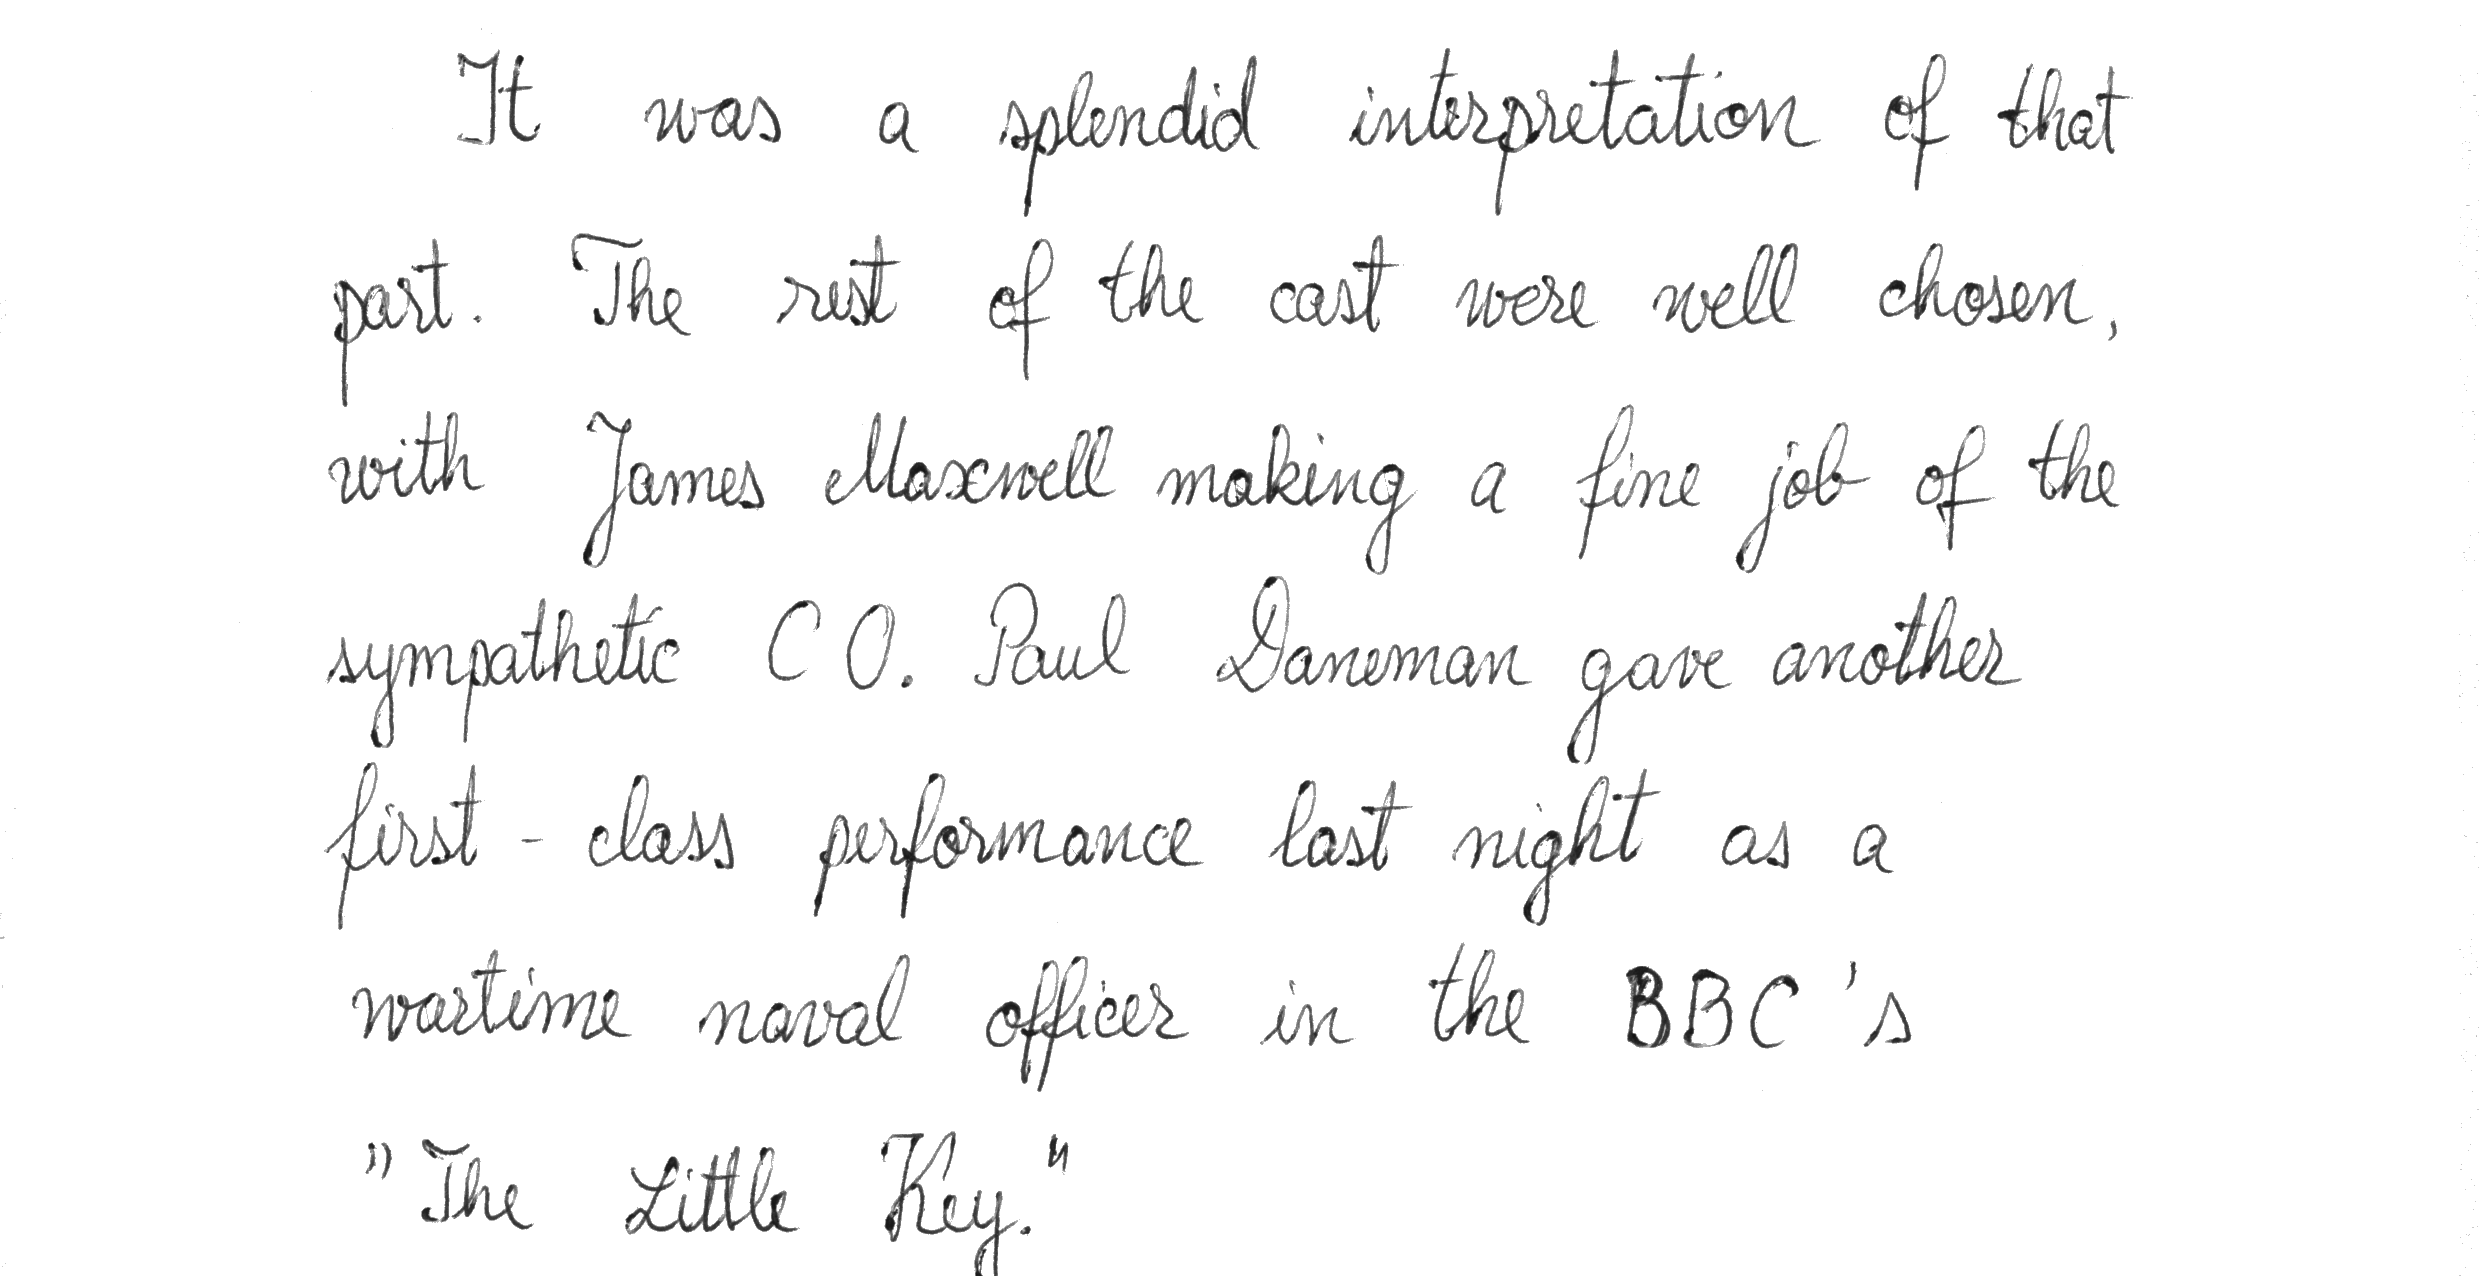 It was a splendid interpretation of that
part. The rest of the cast were well chosen,
with James Maxwell making a fine job of the
sympathetic CO. Paul Daneman gave another
first-class performance last night as a
wartime naval officer in the BBC's
"The Little Key."